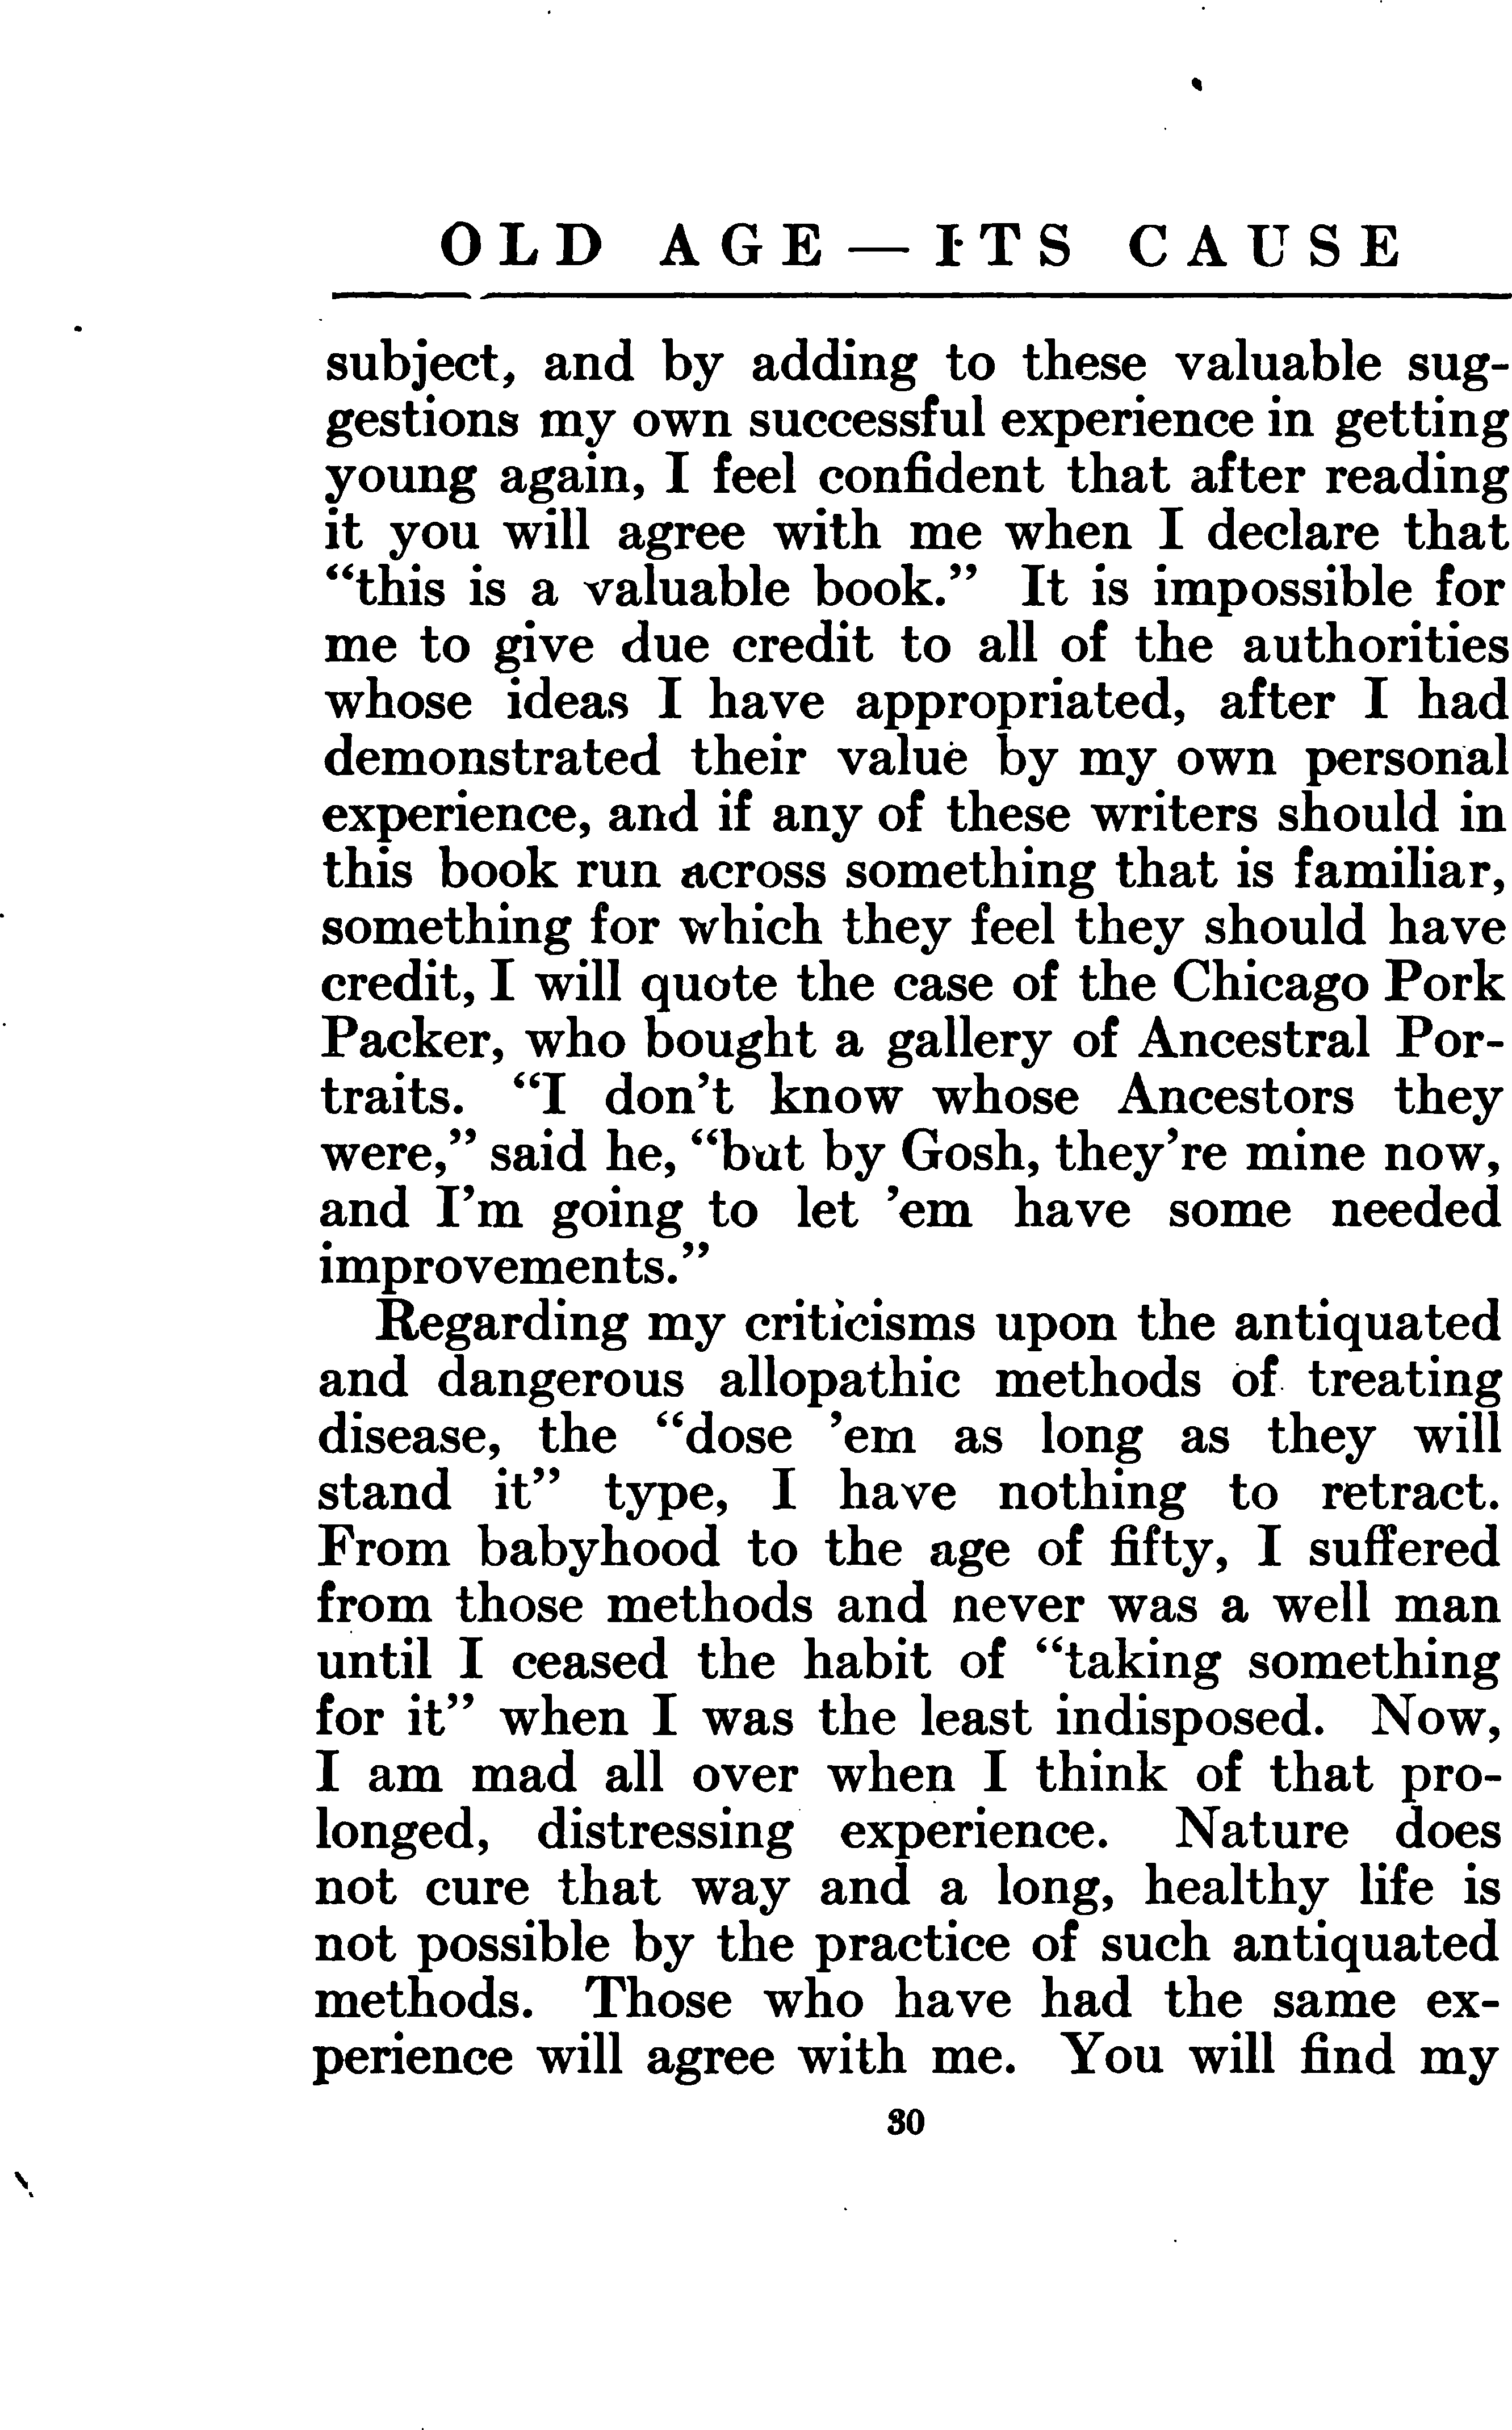 OLD AGE—ITS CAUSE
subject, and by adding to these valuable sug-
gestions my own successful experience in getting
young again, I feel confident that after reading
it you will agree with me when I declare that
“this is a valuable book.” It is impossible for
me to give due credit to all of the authorities
whose ideas I have appropriated, after I had
demonstrated their value by my own personal
experience, and if any of these writers should in
this book run across something that is familiar,
something for which they feel they should have
credit, I will quote the case of the Chicago Pork
Packer, who bought a gallery of Ancestral Por-
traits. “I don’t know whose Ancestors they
were,” said he, “but by Gosh, they’re mine now,
and I’m going to let ’em have some needed
improvements.”
Regarding my criticisms upon the antiquated
and dangerous allopathic methods of treating
disease, the “dose ’em as long as they will
stand it” type, I have nothing to retract.
From babyhood to the age of fifty, I suffered
from those methods and never was a well man
until I ceased the habit of “taking something
for it” when I was the least indisposed. Now,
I am mad all over when I think of that pro-
longed, distressing experience. Nature does
not cure that way and a long, healthy life is
not possible by the practice of such antiquated
methods. Those who have had the same ex-
perience will agree with me. You will find my
30